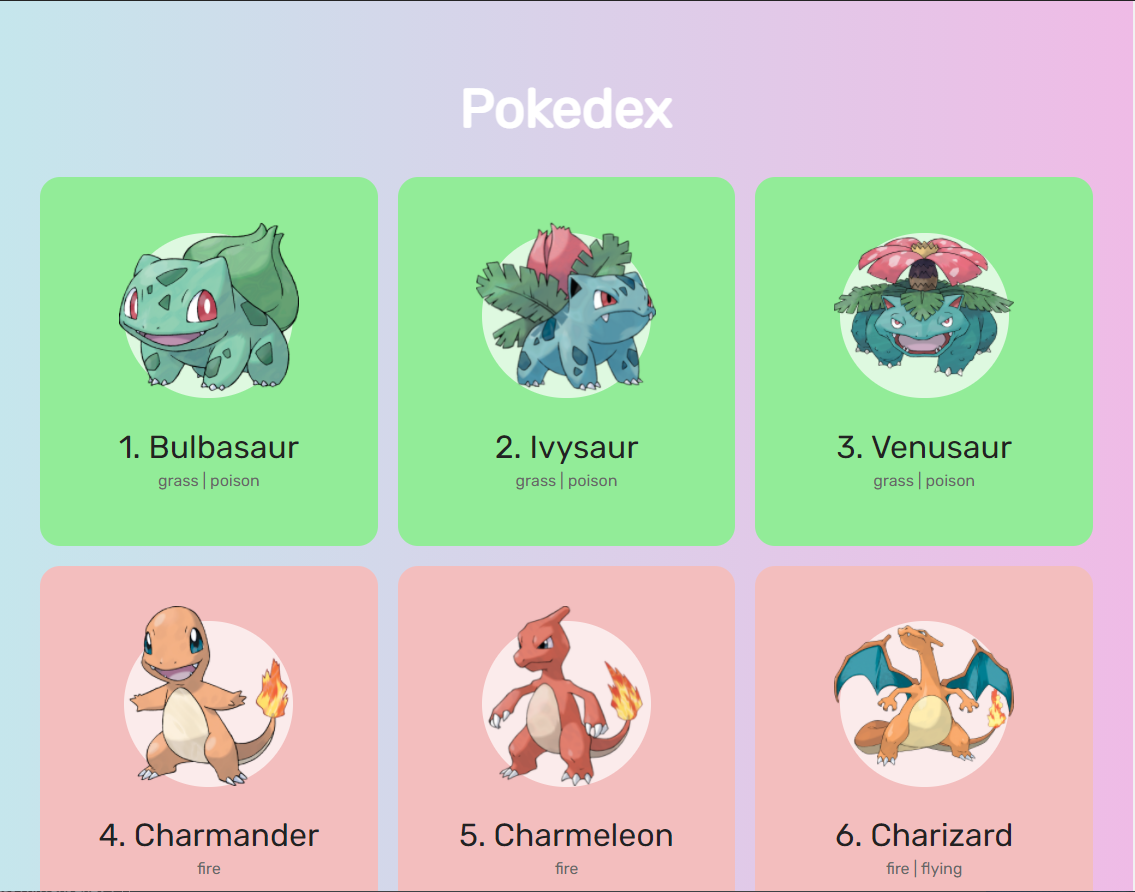 Pokedex
1. Bulbasaur
grass | poison
2. Ivysaur
grass | poison
3. Venusaur
grass | poison
4. Charmander
fire
5. Charmeleon
fire
6. Charizard
fire | flying